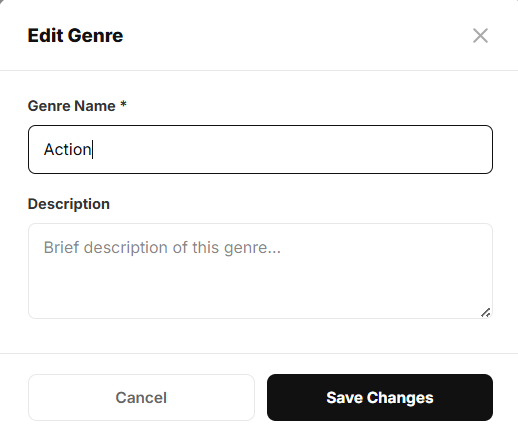 Edit Genre
Genre Name *
Action
Description
Brief description of this genre...
Cancel
Save Changes